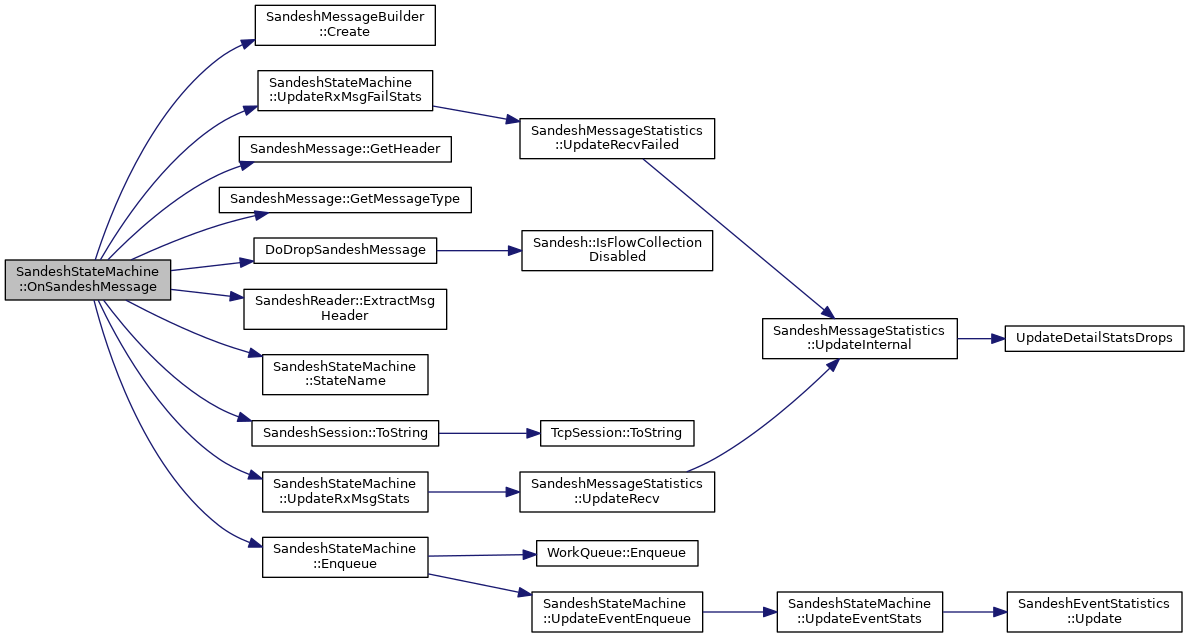 SandeshStateMachine
::OnSandeshMessage
SandeshMessageBuilder
::Create
SandeshStateMachine
::UpdateRxMsgFailStats
SandeshMessage::GetHeader
SandeshMessage::GetMessageType
DoDropSandeshMessage
SandeshReader::ExtractMsg
Header
SandeshStateMachine
::StateName
SandeshSession::ToString
SandeshStateMachine
::UpdateRxMsgStats
SandeshStateMachine
::Enqueue
SandeshMessageStatistics
::UpdateRecvFailed
Sandesh::IsFlowCollection
Disabled
TcpSession::ToString
SandeshMessageStatistics
::UpdateRecv
WorkQueue::Enqueue
SandeshStateMachine
::UpdateEventEnqueue
SandeshMessageStatistics
::UpdateInternal
SandeshStateMachine
::UpdateEventStats
UpdateDetailStatsDrops
SandeshEventStatistics
::Update